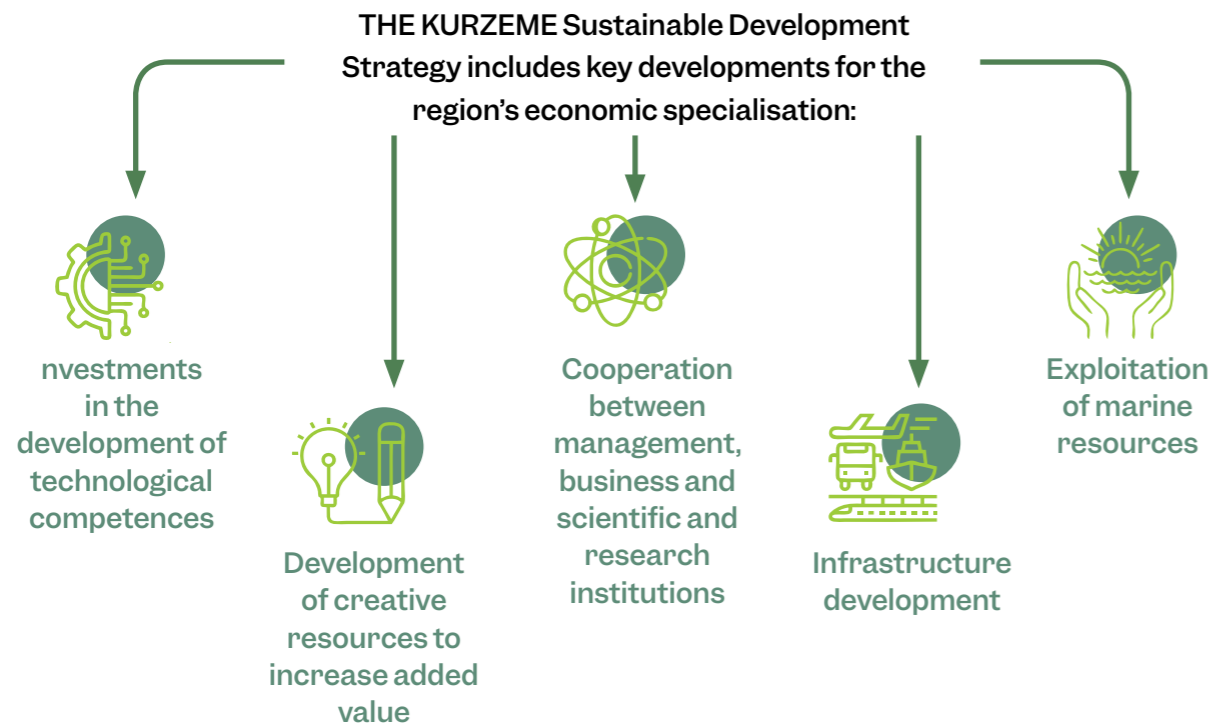 THE KURZEME Sustainable Development
Strategy includes key developments for the
region's economic specialisation:
nvestments
in the
development of
technological
competences
Development
of creative
resources to
increase added
value
Cooperation
between
management,
business and
scientific and
research
institutions
Infrastructure
development
Exploitation
of marine
resources